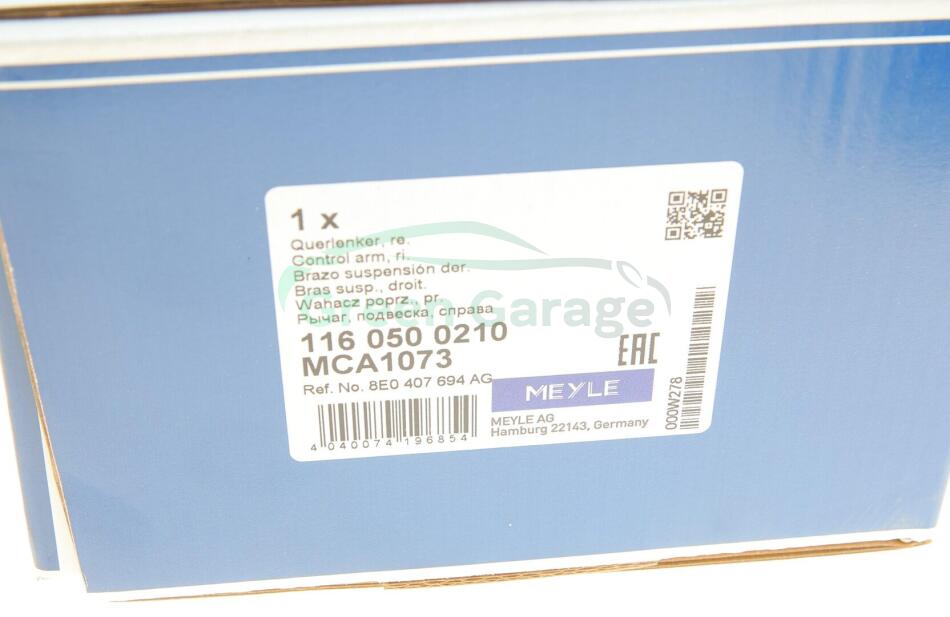 1 x
Querlenker, re.
Control arm, ri.
Brazo suspensión der.
Bras susp., droit.
Wahacz poprz., pr.
Рычаг, подвеска, справа
Green Garage
116 050 0210
MCA1073
EAC
Ref. No. 8E0 407 694 AG
MEYLE
MEYLE AG
Hamburg 22143, Germany
4 040074 196854
000W278